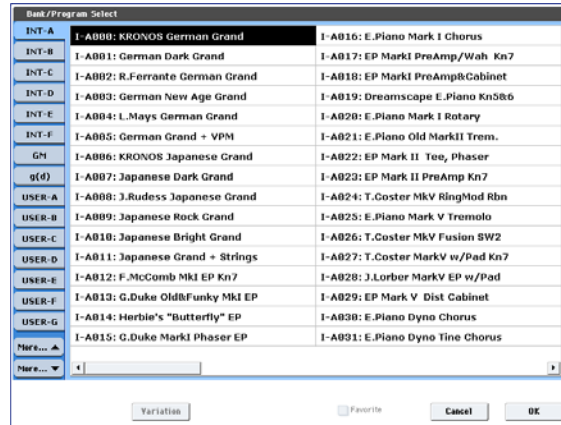 Bank/Program Select
INT-A
INT-B
INT-C
INT-D
INT-E
INT-F
GM
g(d)
USER-A
USER-B
USER-C
USER-D
USER-E
USER-F
USER-G
More...
More...
I-A000: KRONOS German Grand
I-A001: German Dark Grand
I-A002: R.Ferrante German Grand
I-A003: German New Age Grand
I-A004: L.Mays German Grand
I-A005: German Grand + VPM
I-A006: KRONOS Japanese Grand
I-A007: Japanese Dark Grand
I-A008: J.Rudess Japanese Grand
I-A009: Japanese Rock Grand
I-A010: Japanese Bright Grand
I-A011: Japanese Grand + Strings
I-A012: F.McComb MkI EP Kn7
I-A013: G.Duke Old&Funky MkI EP
I-A014: Herbie's "Butterfly" EP
I-A015: G.Duke MarkI Phaser EP
I-A016: E.Piano Mark I Chorus
I-A017: EP MarkI PreAmp/Wah Kn7
I-A018: EP MarkI PreAmp&Cabinet
I-A019: Dreamscape E.Piano Kn5&6
I-A020: E.Piano Mark I Rotary
I-A021: E.Piano Old MarkII Trem.
I-A022: EP Mark II Tee, Phaser
I-A023: EP Mark II PreAmp Kn7
I-A024: T.Coster MkV RingMod Rbn
I-A025: E.Piano Mark V Tremolo
I-A026: T.Coster MkV Fusion SW2
I-A027: T.Coster MarkV w/Pad Kn7
I-A028: J.Lorber MarkV EP w/Pad
I-A029: EP Mark V Dist Cabinet
I-A030: E.Piano Dyno Chorus
I-A031: E.Piano Dyno Tine Chorus
Variation
Favorite
Cancel
OK